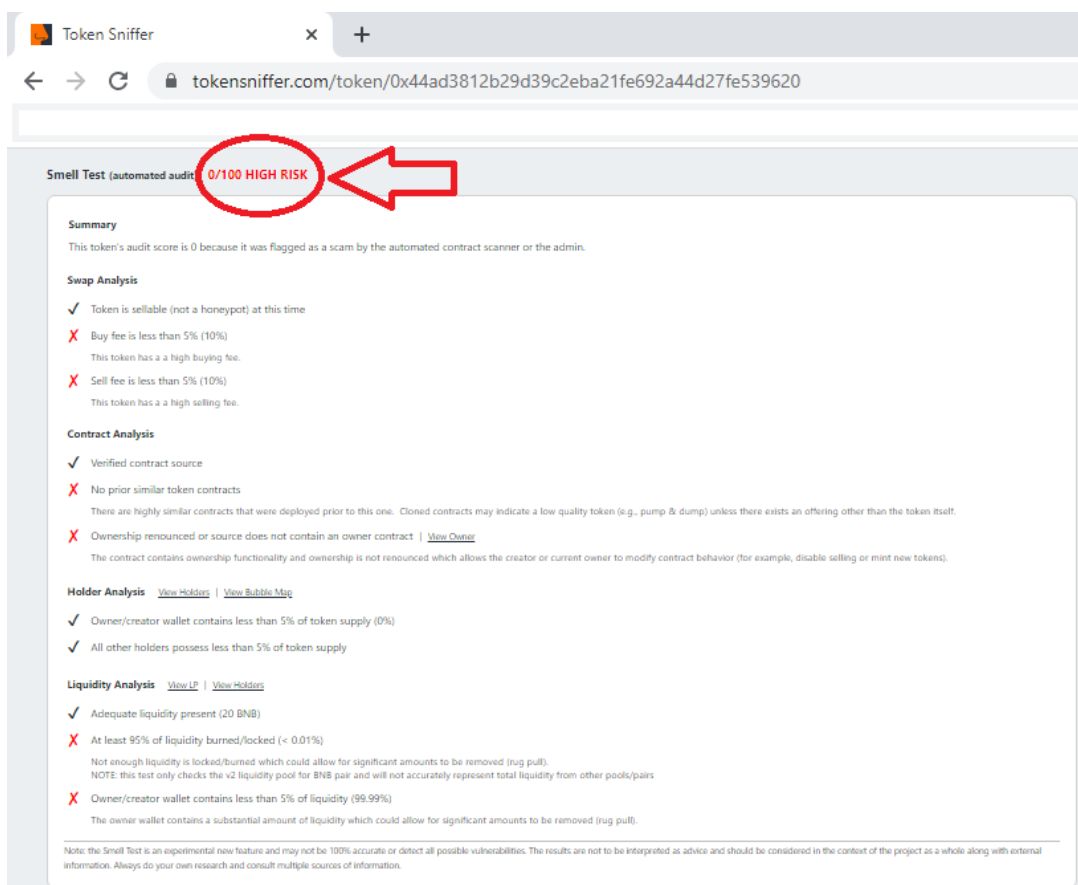 Token Sniffer
tokensniffer.com/token/0x44ad3812b29d39c2eba21fe692a44d27fe539620
Smell Test (automated audit) 0/100 HIGH RISK
Summary
This token's audit score is 0 because it was flagged as a scam by the automated contract scanner or the admin.
Swap Analysis
Token is sellable (not a honeypot) at this time
Buy fee is less than 5% (10%)
This token has a a high buying fee.
Sell fee is less than 5% (10%)
This token has a a high selling fee.
Contract Analysis
Verified contract source
No prior similar token contracts
There are highly similar contracts that were deployed prior to this one. Cloned contracts may indicate a low quality token (e.g., pump & dump) unless there exists an offering other than the token itself.
Ownership renounced or source does not contain an owner contract | View Owner
The contract contains ownership functionality and ownership is not renounced which allows the creator or current owner to modify contract behavior (for example, disable selling or mint new tokens).
Holder Analysis View Holders | View Bubble Map
Owner/creator wallet contains less than 5% of token supply (0%)
All other holders possess less than 5% of token supply
Liquidity Analysis View LP | View Holders
Adequate liquidity present (20 BNB)
At least 95% of liquidity burned/locked (< 0.01%)
Not enough liquidity is locked/burned which could allow for significant amounts to be removed (rug pull).
NOTE: this test only checks the v2 liquidity pool for BNB pair and will not accurately represent total liquidity from other pools/pairs
Owner/creator wallet contains less than 5% of liquidity (99.99%)
The owner wallet contains a substantial amount of liquidity which could allow for significant amounts to be removed (rug pull).
Note: the Smell Test is an experimental new feature and may not be 100% accurate or detect all possible vulnerabilities. The results are not to be interpreted as advice and should be considered in the context of the project as a whole along with external
information. Always do your own research and consult multiple sources of information.